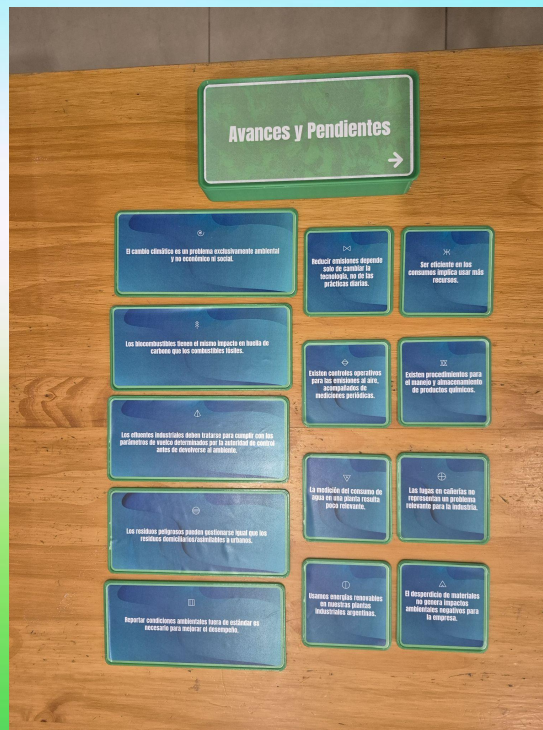 Avances y Pendientes
El cambio climático es un problema exclusivamente ambiental
y no económico ni social.
Reducir emisiones depende
solo de cambiar la
tecnología, no de las
prácticas diarias.
Ser eficiente en los
consumos implica usar más
recursos.
Los biocombustibles tienen el mismo impacto en huella de
carbono que los combustibles fósiles.
Existen controles operativos
para las emisiones al aire,
acompañados de
mediciones periódicas.
Existen procedimientos para
el manejo y almacenamiento
de productos químicos.
Los efluentes industriales deben tratarse para cumplir con los
parámetros de vuelco determinados por la autoridad de control
antes de devolverse al ambiente.
La medición del consumo de
agua en una planta resulta
poco relevante.
Las fugas en cañerías no
representan un problema
relevante para la industria.
Los residuos peligrosos pueden gestionarse igual que los
residuos domiciliarios/asimilables a urbanos.
Usamos energías renovables
en nuestras plantas
industriales argentinas.
El desperdicio de materiales
no genera impactos
ambientales negativos para
la empresa.
Reportar condiciones ambientales fuera de estándar es
necesario para mejorar el desempeño.